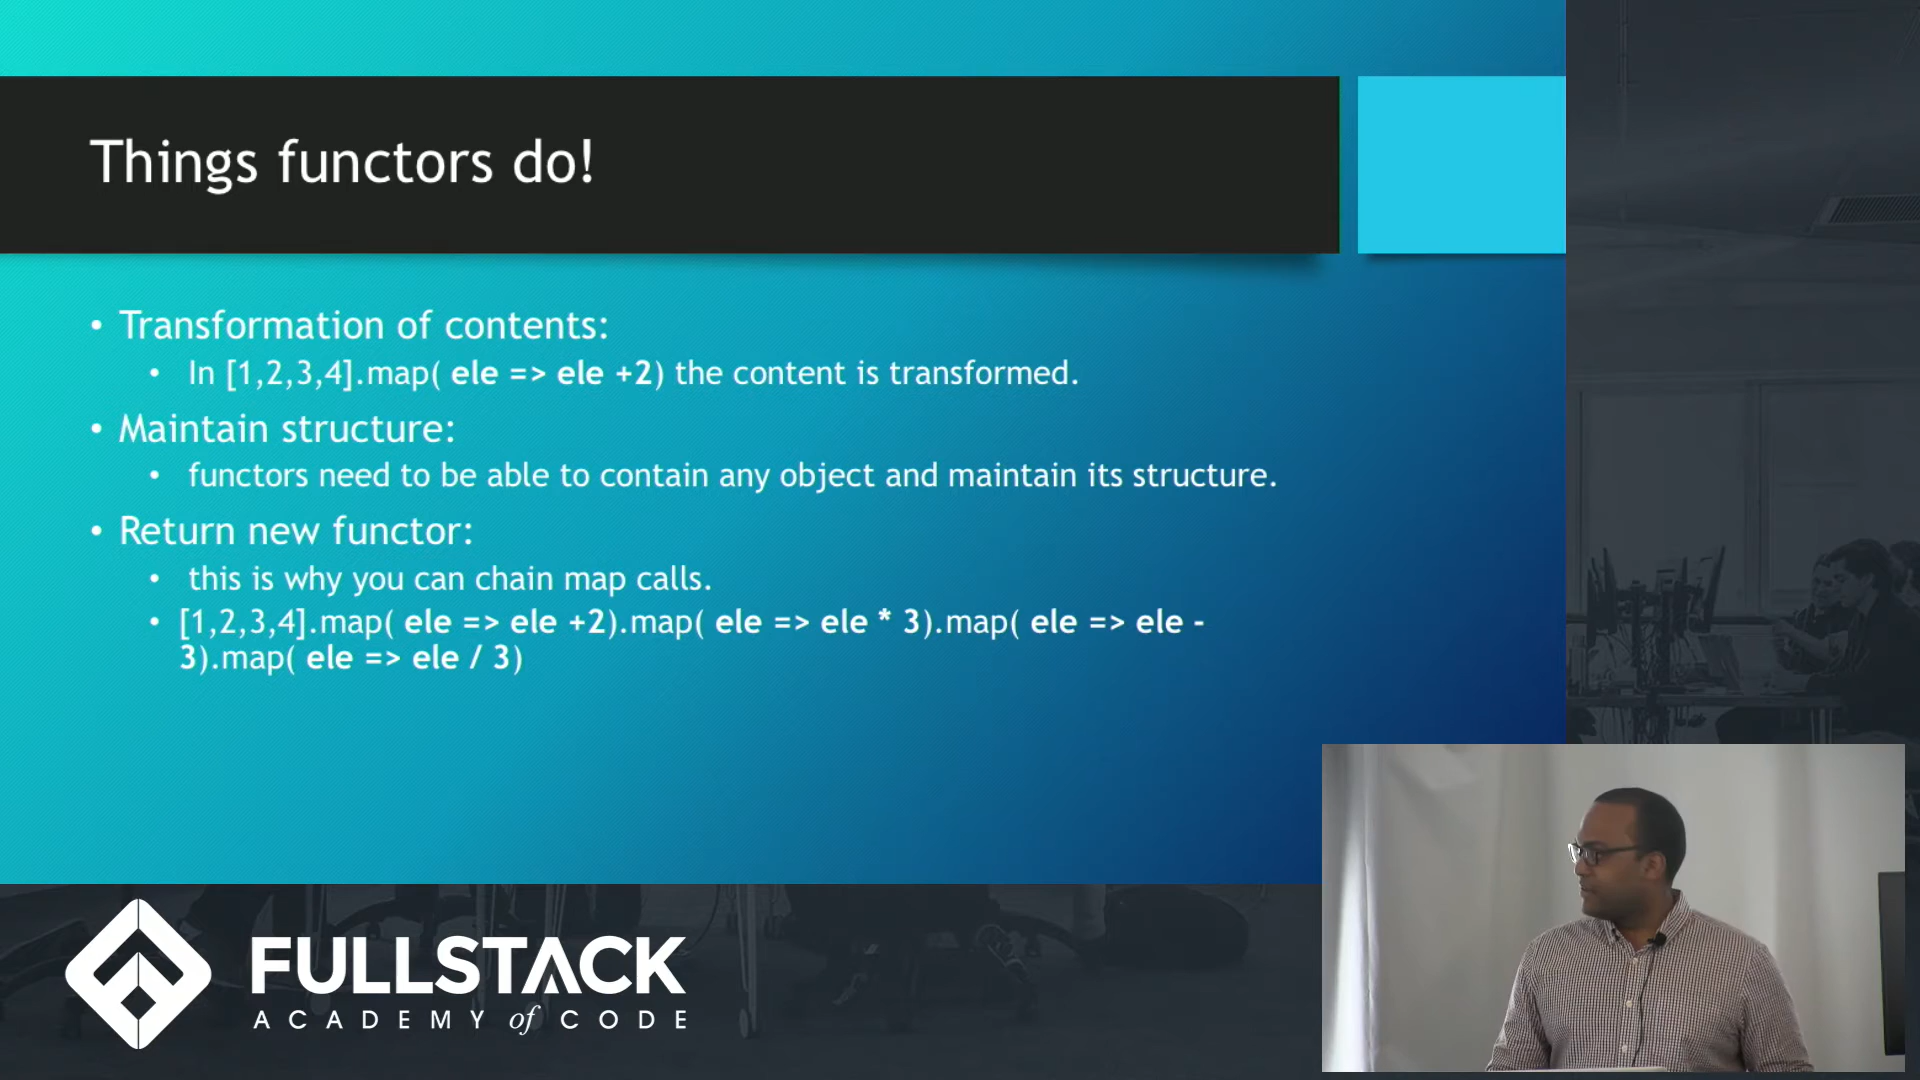 Things functors do!
• Transformation of contents:
• In [1,2,3,4].map( ele => ele +2) the content is transformed.
• Maintain structure:
• functors need to be able to contain any object and maintain its structure.
• Return new functor:
• this is why you can chain map calls.
• [1,2,3,4].map( ele => ele +2).map( ele => ele * 3).map( ele => ele -
3).map( ele => ele / 3)
FULLSTACK
ACADEMY of CODE